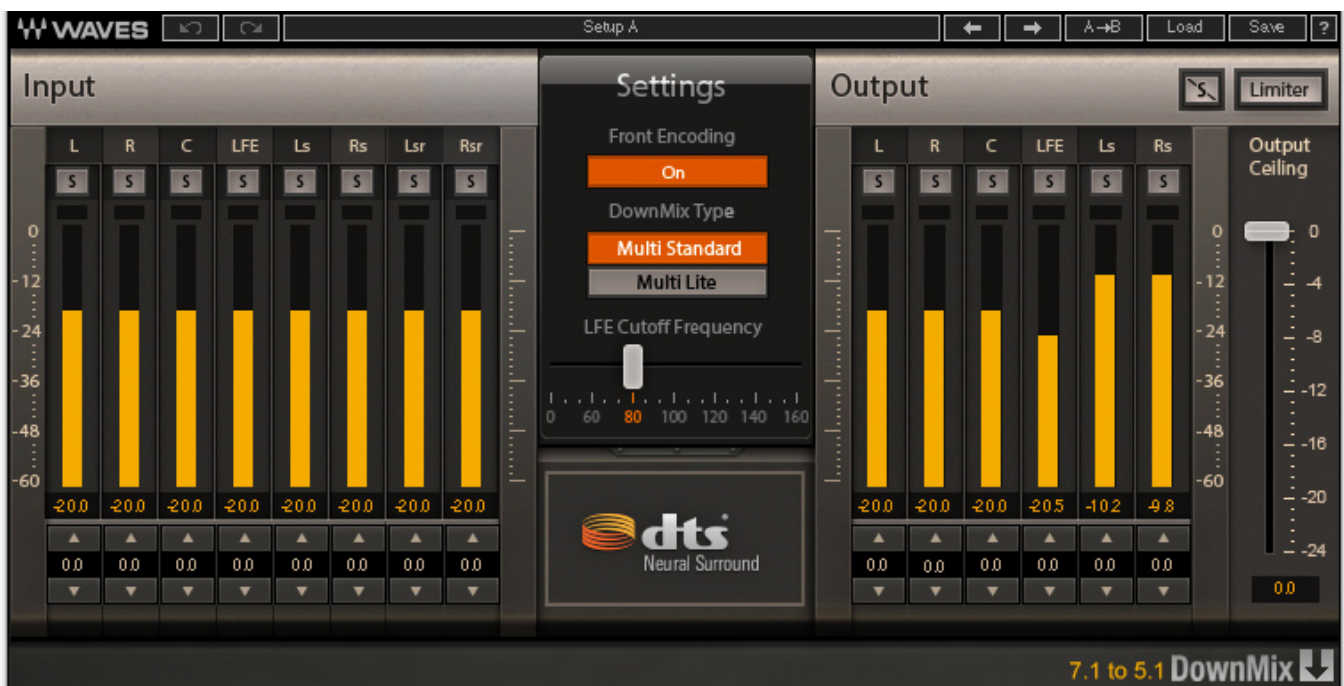 WAVES Setup A A→B Load Save ?
Input
L R C LFE Ls Rs Lsr Rsr
S S S S S S S S
0
-12
-24
-36
-48
-60
-20.0 -20.0 -20.0 -20.0 -20.0 -20.0 -20.0 -20.0
0.0 0.0 0.0 0.0 0.0 0.0 0.0 0.0
Settings
Front Encoding
On
DownMix Type
Multi Standard
Multi Lite
LFE Cutoff Frequency
0 60 80 100 120 140 160
dts
Neural Surround
Output
S Limiter
L R C LFE Ls Rs
S S S S S S
0
-12
-24
-36
-48
-60
-20.0 -20.0 -20.0 -20.5 -10.2 -9.8
0.0 0.0 0.0 0.0 0.0 0.0
Output
Ceiling
0
-4
-8
-12
-16
-20
-24
0.0
7.1 to 5.1 DownMix